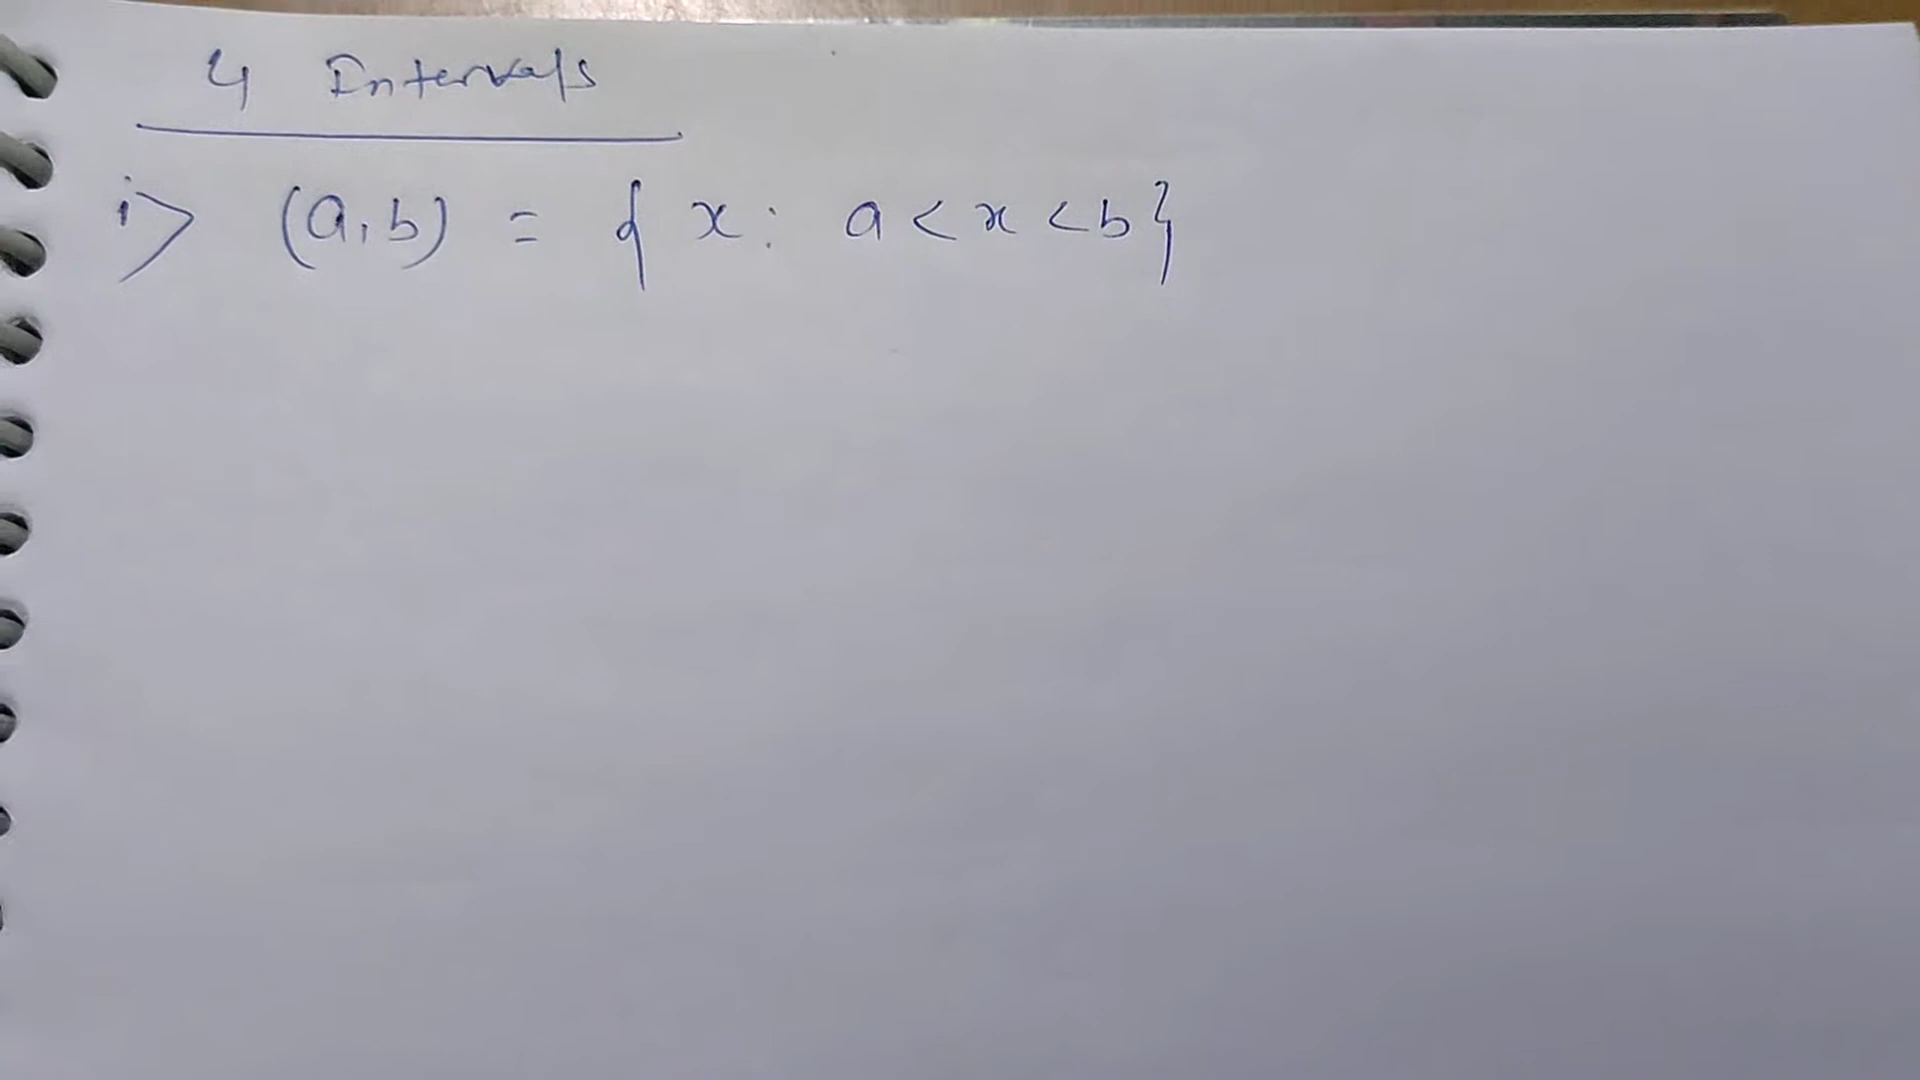 4 Intervals
i> (a,b) = { x: a<x<b}